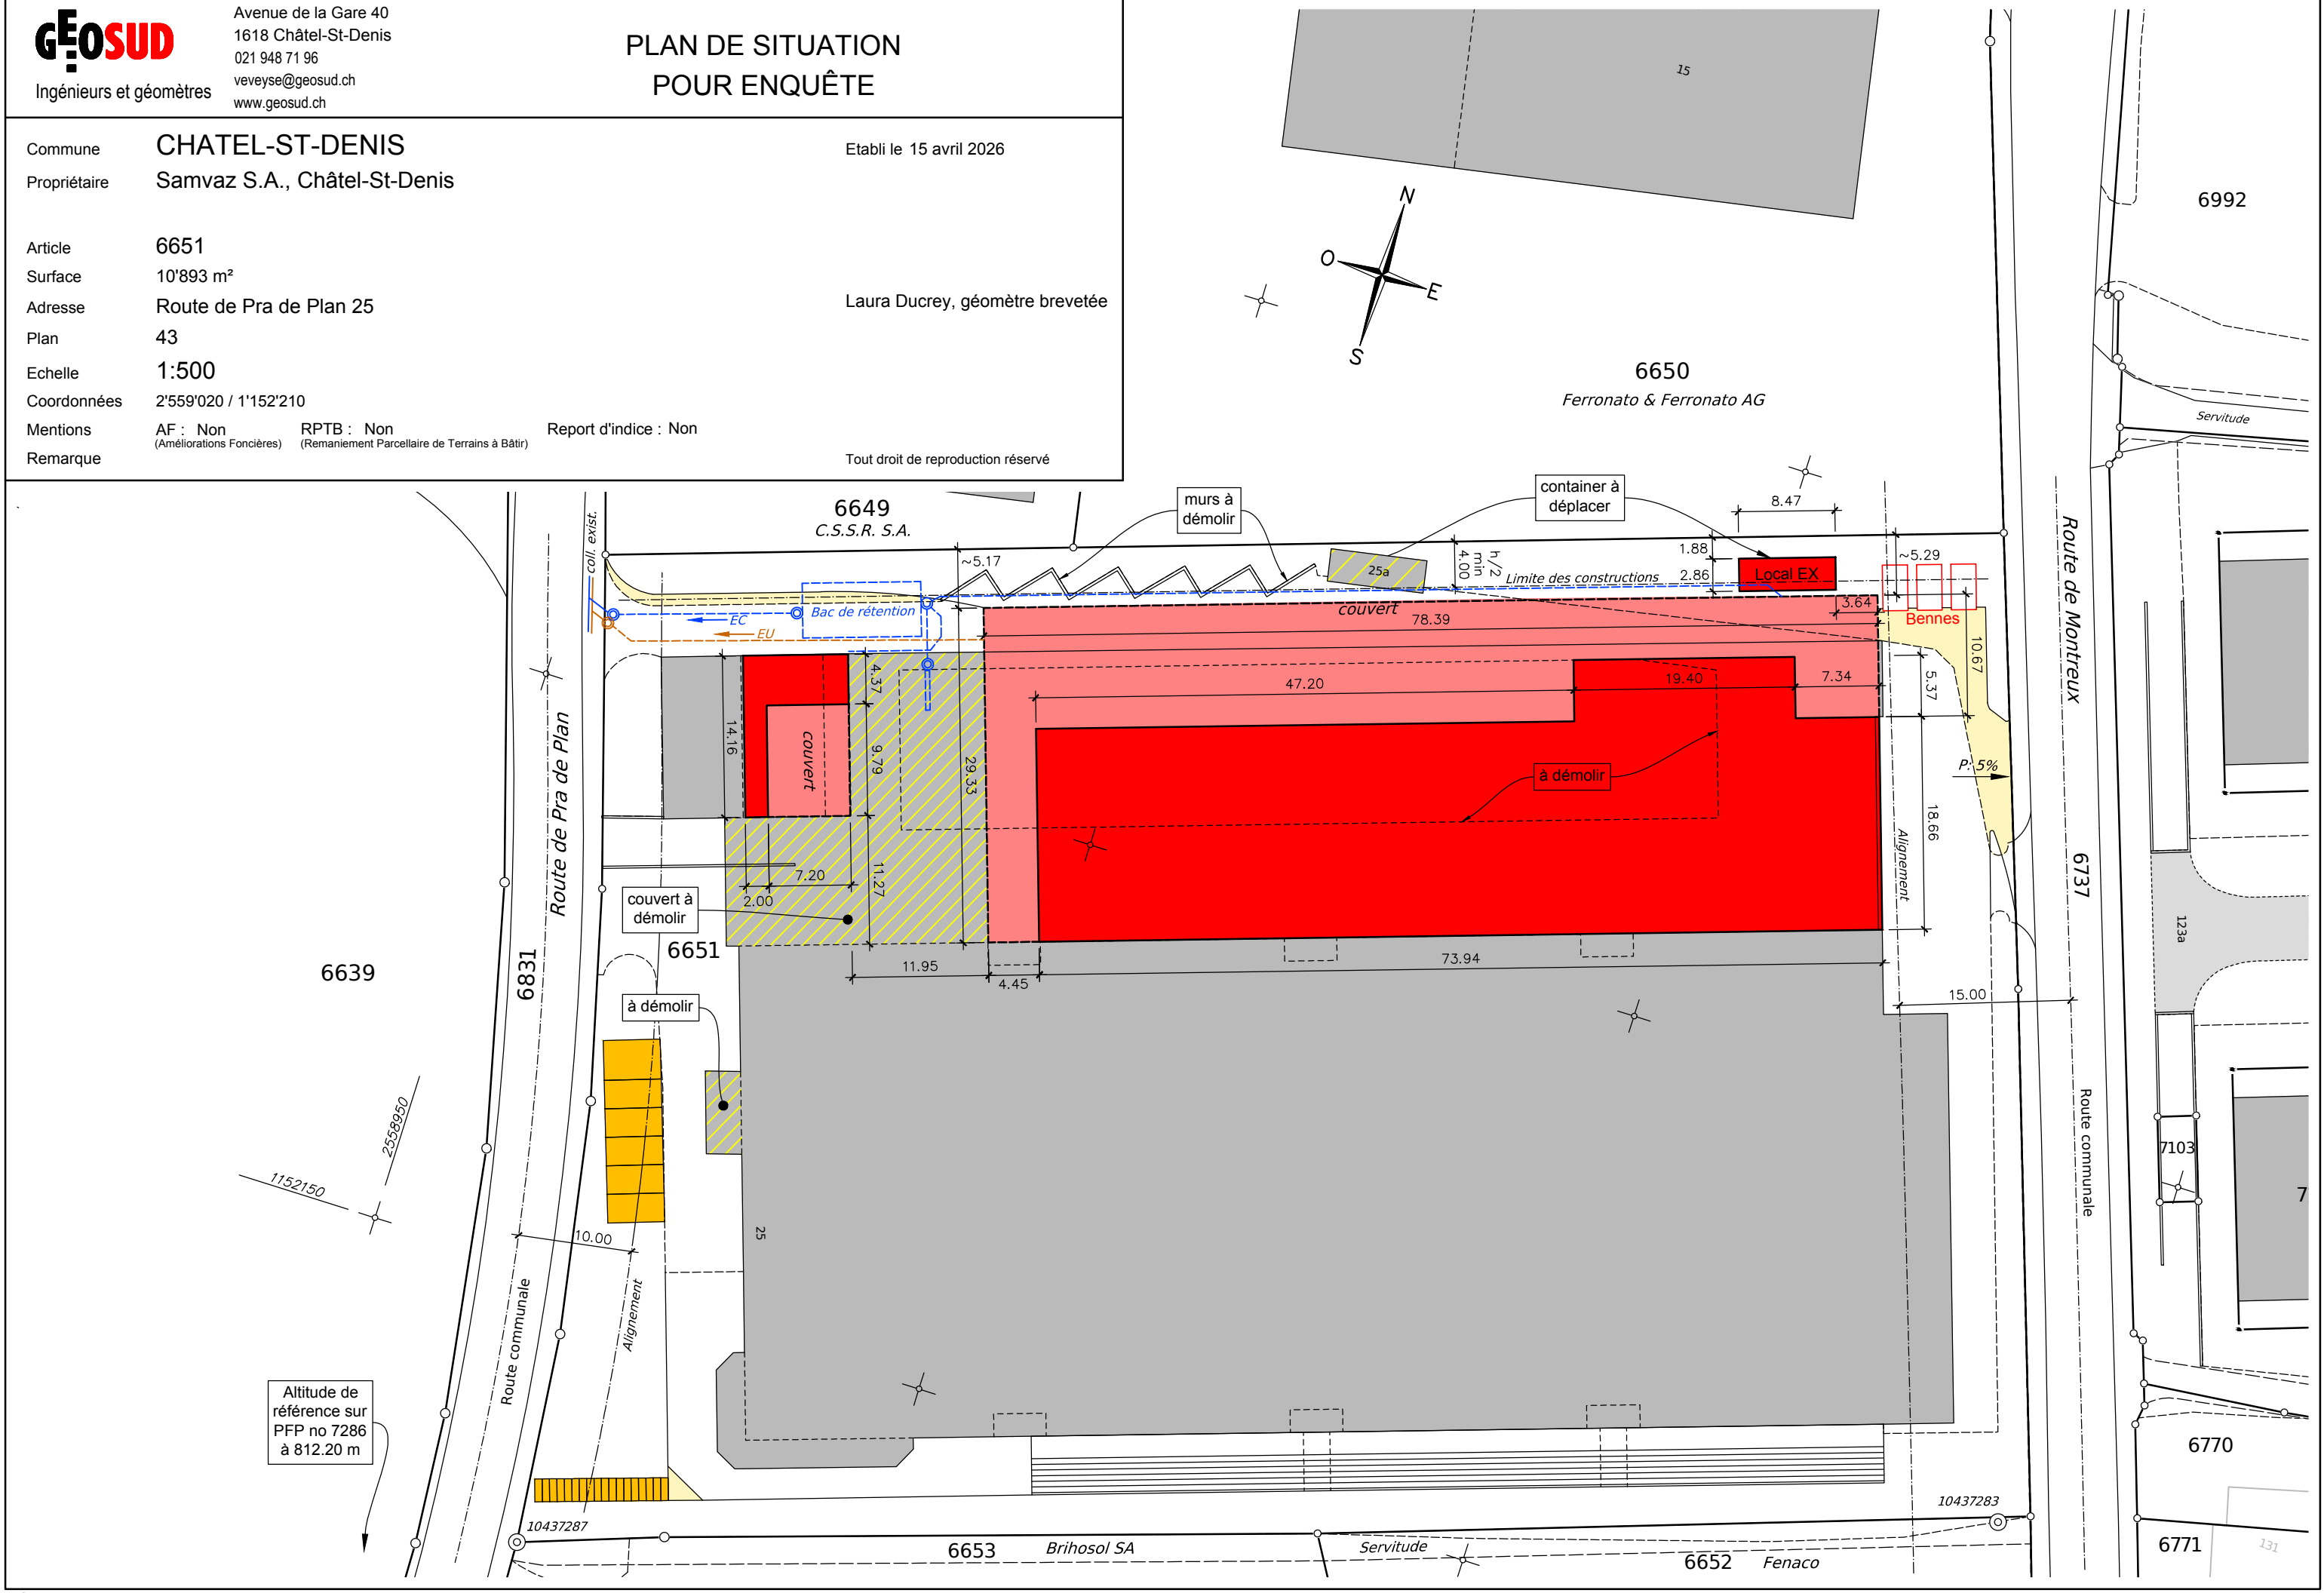 GEOSUD
Ingénieurs et géomètres
Avenue de la Gare 40
1618 Châtel-St-Denis
021 948 71 96
veveyse@geosud.ch
www.geosud.ch
PLAN DE SITUATION
POUR ENQUÊTE
Commune CHATEL-ST-DENIS
Etabli le 15 avril 2026
Propriétaire Samvaz S.A., Châtel-St-Denis
Article 6651
Surface 10'893 m²
Adresse Route de Pra de Plan 25
Laura Ducrey, géomètre brevetée
Plan 43
Echelle 1:500
Coordonnées 2'559'020 / 1'152'210
Mentions AF : Non RPTB : Non Report d'indice : Non
(Améliorations Foncières) (Remaniement Parcellaire de Terrains à Bâtir)
Remarque
Tout droit de reproduction réservé
15
6992
N
O
E
S
6650
Ferronato & Ferronato AG
Servitude
6649
C.S.S.R. S.A.
murs à
démolir
container à
déplacer
8.47
coll. exist.
~5.17
25a
h/2
min
4.00
1.88
2.86
Limite des constructions
Local EX
~5.29
Route de Montreux
Bac de rétention
EC
EU
couvert
3.64
Bennes
78.39
10.67
4.37
47.20
19.40
7.34
5.37
14.16
couvert
9.79
29.33
à démolir
P: 5%
Route de Pra de Plan
18.66
Alignement
7.20
11.27
2.00
couvert à
démolir
6737
123a
6651
6639
6831
11.95
4.45
73.94
15.00
à démolir
2558950
1152150
10.00
25
Route communale
7103
7
Alignement
Route communale
Altitude de
référence sur
PFP no 7286
à 812.20 m
6770
10437287
10437283
6653
Brihosol SA
Servitude
6652
Fenaco
6771
131